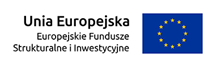 Unia Europejska
Europejskie Fundusze
Strukturalne i Inwestycyjne